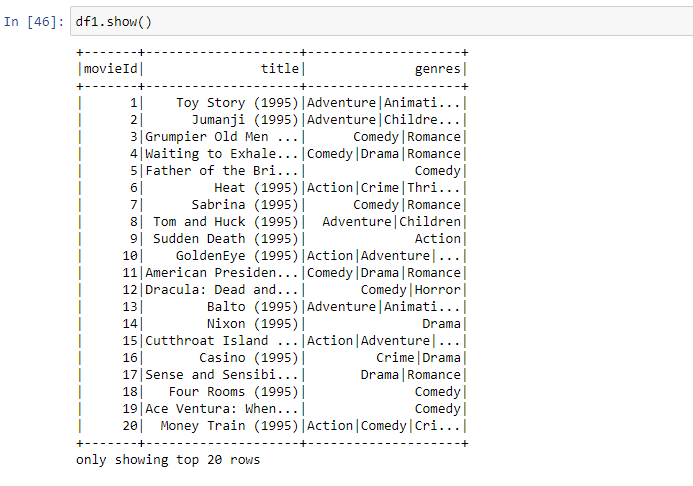 In [46]: df1.show()
+-------+--------------------+--------------------+
|movieId|               title|              genres|
+-------+--------------------+--------------------+
|      1|    Toy Story (1995)|Adventure|Animati...|
|      2|      Jumanji (1995)|Adventure|Childre...|
|      3|Grumpier Old Men ...|      Comedy|Romance|
|      4|Waiting to Exhale...|Comedy|Drama|Romance|
|      5|Father of the Bri...|              Comedy|
|      6|         Heat (1995)|Action|Crime|Thri...|
|      7|      Sabrina (1995)|      Comedy|Romance|
|      8| Tom and Huck (1995)|  Adventure|Children|
|      9| Sudden Death (1995)|              Action|
|     10|    GoldenEye (1995)|Action|Adventure|...|
|     11|American Presiden...|Comedy|Drama|Romance|
|     12|Dracula: Dead and...|       Comedy|Horror|
|     13|        Balto (1995)|Adventure|Animati...|
|     14|        Nixon (1995)|               Drama|
|     15|Cutthroat Island ...|Action|Adventure|...|
|     16|       Casino (1995)|         Crime|Drama|
|     17|Sense and Sensibi...|       Drama|Romance|
|     18|   Four Rooms (1995)|              Comedy|
|     19|Ace Ventura: When...|              Comedy|
|     20|  Money Train (1995)|Action|Comedy|Cri...|
+-------+--------------------+--------------------+
only showing top 20 rows